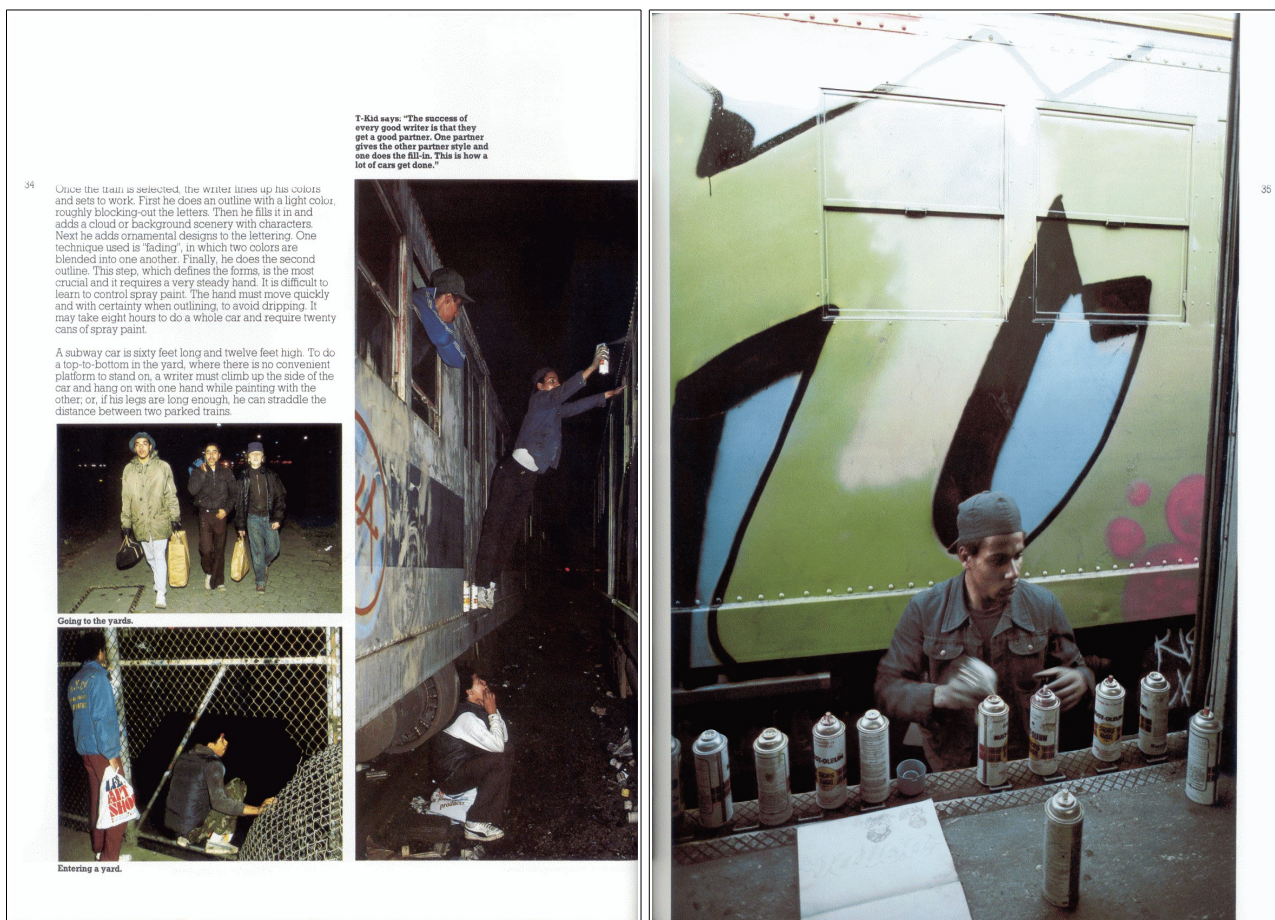 34
Once the train is selected, the writer lines up his colors
and sets to work. First he does an outline with a light color,
roughly blocking-out the letters. Then he fills it in and
adds a cloud or background scenery with characters.
Next he adds ornamental designs to the lettering. One
technique used is "fading", in which two colors are
blended into one another. Finally, he does the second
outline. This step, which defines the forms, is the most
crucial and it requires a very steady hand. It is difficult to
learn to control spray paint. The hand must move quickly
and with certainty when outlining, to avoid dripping. It
may take eight hours to do a whole car and require twenty
cans of spray paint.
A subway car is sixty feet long and twelve feet high. To do
a top-to-bottom in the yard, where there is no convenient
platform to stand on, a writer must climb up the side of the
car and hang on with one hand while painting with the
other; or, if his legs are long enough, he can straddle the
distance between two parked trains.
Going to the yards.
ART
Entering a yard.
T-Kid says: "The success of
every good writer is that they
get a good partner. One partner
gives the other partner style and
one does the fill-in. This is how a
lot of cars get done."
products
35